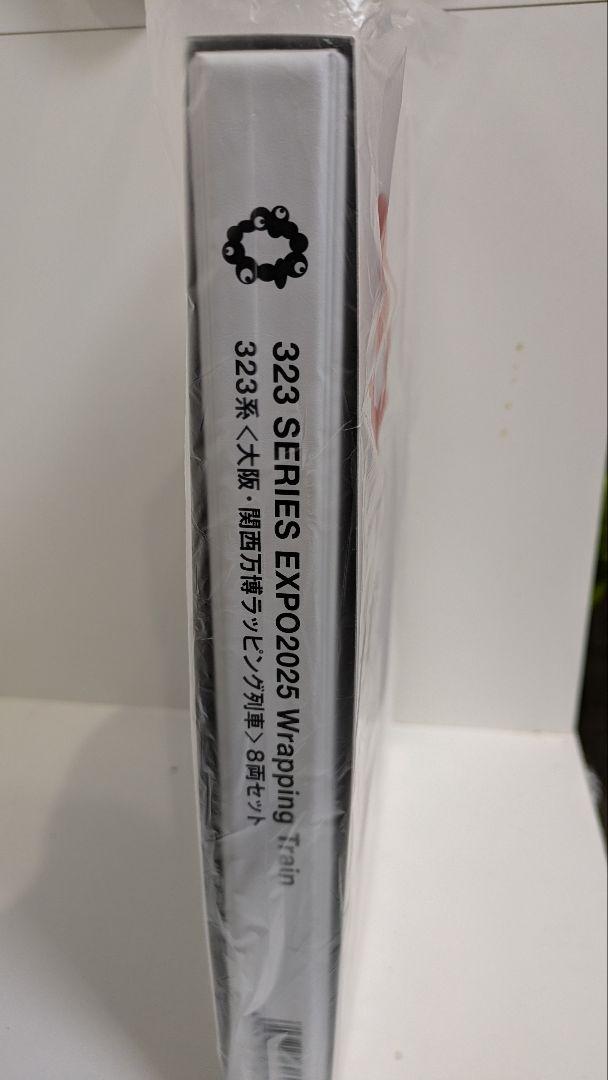 323 SERIES EXPO2025 Wrapping Train
323系〈大阪・関西万博ラッピング列車〉8両セット